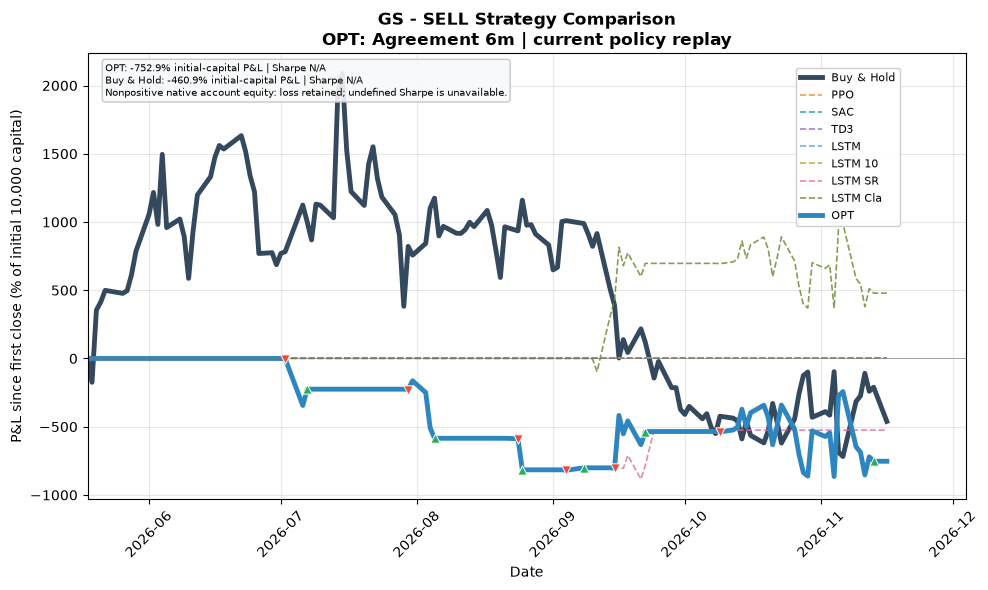 GS - SELL Strategy Comparison
OPT: Agreement 6m | current policy replay
OPT: -752.9% initial-capital P&L | Sharpe N/A
Buy & Hold: -460.9% initial-capital P&L | Sharpe N/A
Nonpositive native account equity: loss retained; undefined Sharpe is unavailable.
Buy & Hold
PPO
SAC
TD3
LSTM
LSTM 10
LSTM SR
LSTM Cla
OPT
P&L since first close (% of initial 10,000 capital)
2000
1500
1000
500
0
−500
−1000
2026-06
2026-07
2026-08
2026-09
2026-10
2026-11
2026-12
Date